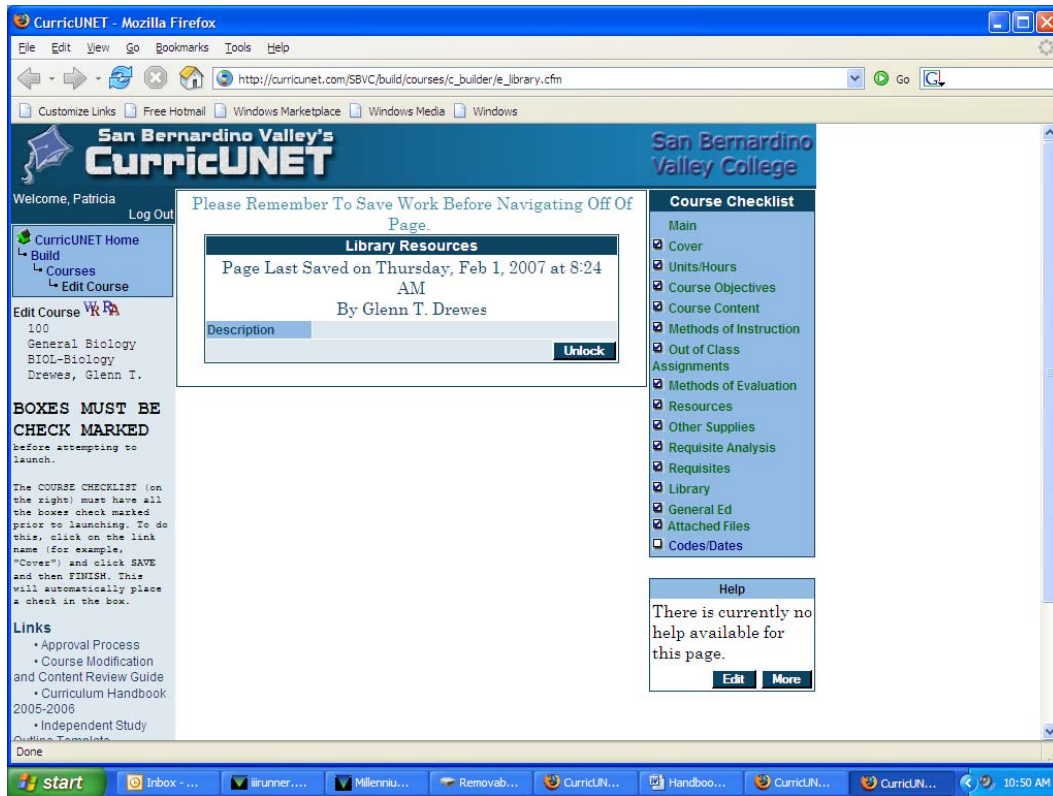 CurricUNET - Mozilla Firefox
File Edit View Go Bookmarks Tools Help
http://curricunet.com/SBVC/build/courses/c_builder/e_library.cfm
Go
Customize Links Free Hotmail Windows Marketplace Windows Media Windows
San Bernardino Valley's
CurricUNET
San Bernardino
Valley College
Welcome, Patricia
Log Out
CurricUNET Home
Build
Courses
Edit Course
Edit Course WR RA
100
General Biology
BIOL-Biology
Drewes, Glenn T.
BOXES MUST BE
CHECK MARKED
before attempting to
launch.
The COURSE CHECKLIST (on
the right) must have all
the boxes check marked
prior to launching. To do
this, click on the link
name (for example,
"Cover") and click SAVE
and then FINISH. This
will automatically place
a check in the box.
Links
• Approval Process
• Course Modification
and Content Review Guide
• Curriculum Handbook
2005-2006
• Independent Study
Outline Template
Please Remember To Save Work Before Navigating Off Of
Page.
Library Resources
Page Last Saved on Thursday, Feb 1, 2007 at 8:24
AM
By Glenn T. Drewes
Description
Unlock
Course Checklist
Main
Cover
Units/Hours
Course Objectives
Course Content
Methods of Instruction
Out of Class
Assignments
Methods of Evaluation
Resources
Other Supplies
Requisite Analysis
Requisites
Library
General Ed
Attached Files
Codes/Dates
Help
There is currently no
help available for
this page.
Edit More
Done
start Inbox - ... iiirunner.... Millenniu... Removab... CurricUN... Handboo... CurricUN... CurricUN... 10:50 AM